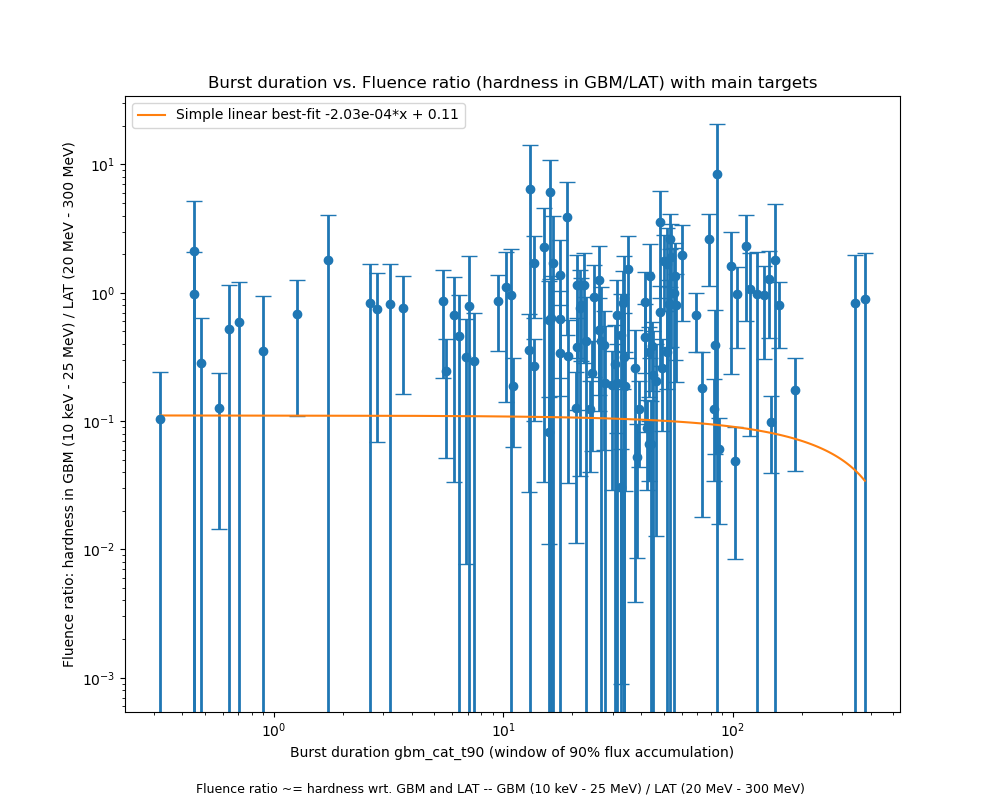 Burst duration vs. Fluence ratio (hardness in GBM/LAT) with main targets
Simple linear best-fit -2.03e-04*x + 0.11
Fluence ratio: hardness in GBM (10 keV - 25 MeV) / LAT (20 MeV - 300 MeV)
10¹
10⁰
10⁻¹
10⁻²
10⁻³
10⁰ 10¹ 10²
Burst duration gbm_cat_t90 (window of 90% flux accumulation)
Fluence ratio ~= hardness wrt. GBM and LAT -- GBM (10 keV - 25 MeV) / LAT (20 MeV - 300 MeV)